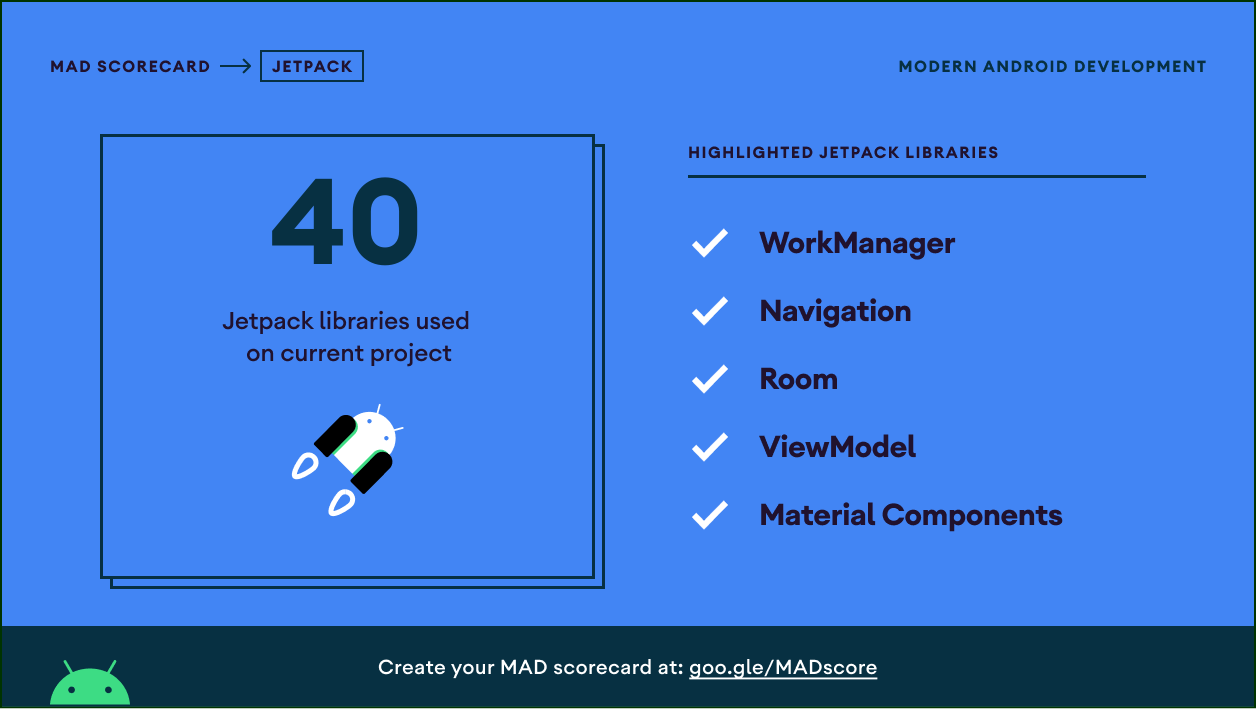 MAD SCORECARD → JETPACK
MODERN ANDROID DEVELOPMENT
40
Jetpack libraries used
on current project
HIGHLIGHTED JETPACK LIBRARIES
WorkManager
Navigation
Room
ViewModel
Material Components
Create your MAD scorecard at: goo.gle/MADscore